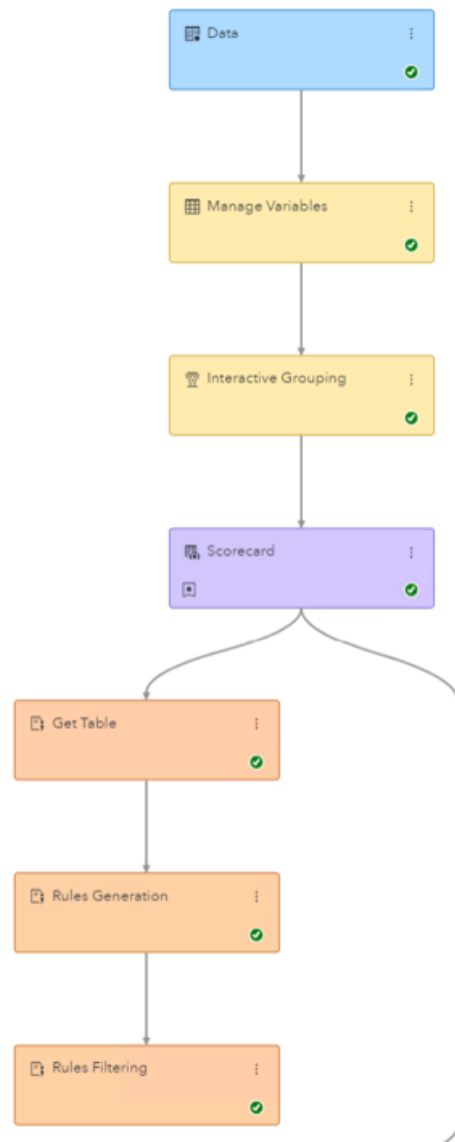 Data
Manage Variables
Interactive Grouping
Scorecard
Get Table
Rules Generation
Rules Filtering